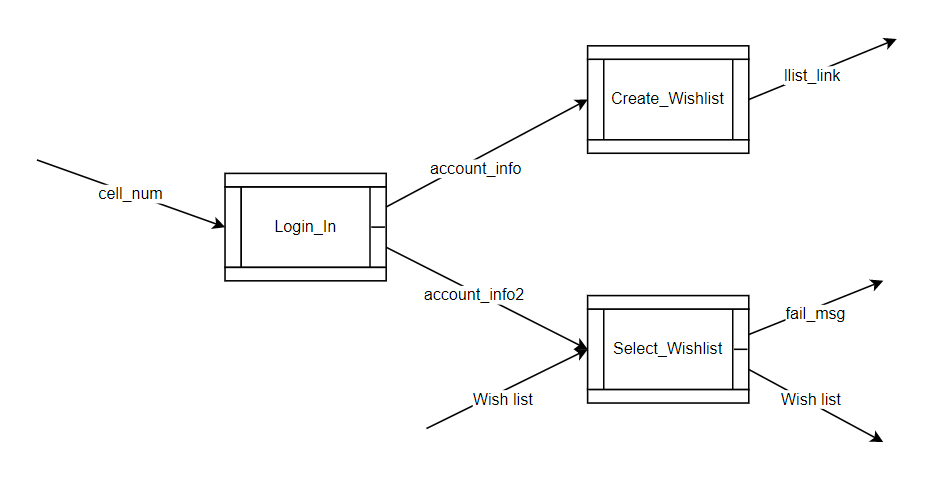 Create_Wishlist
llist_link
account_info
cell_num
Login_In
account_info2
fail_msg
Select_Wishlist
Wish list
Wish list